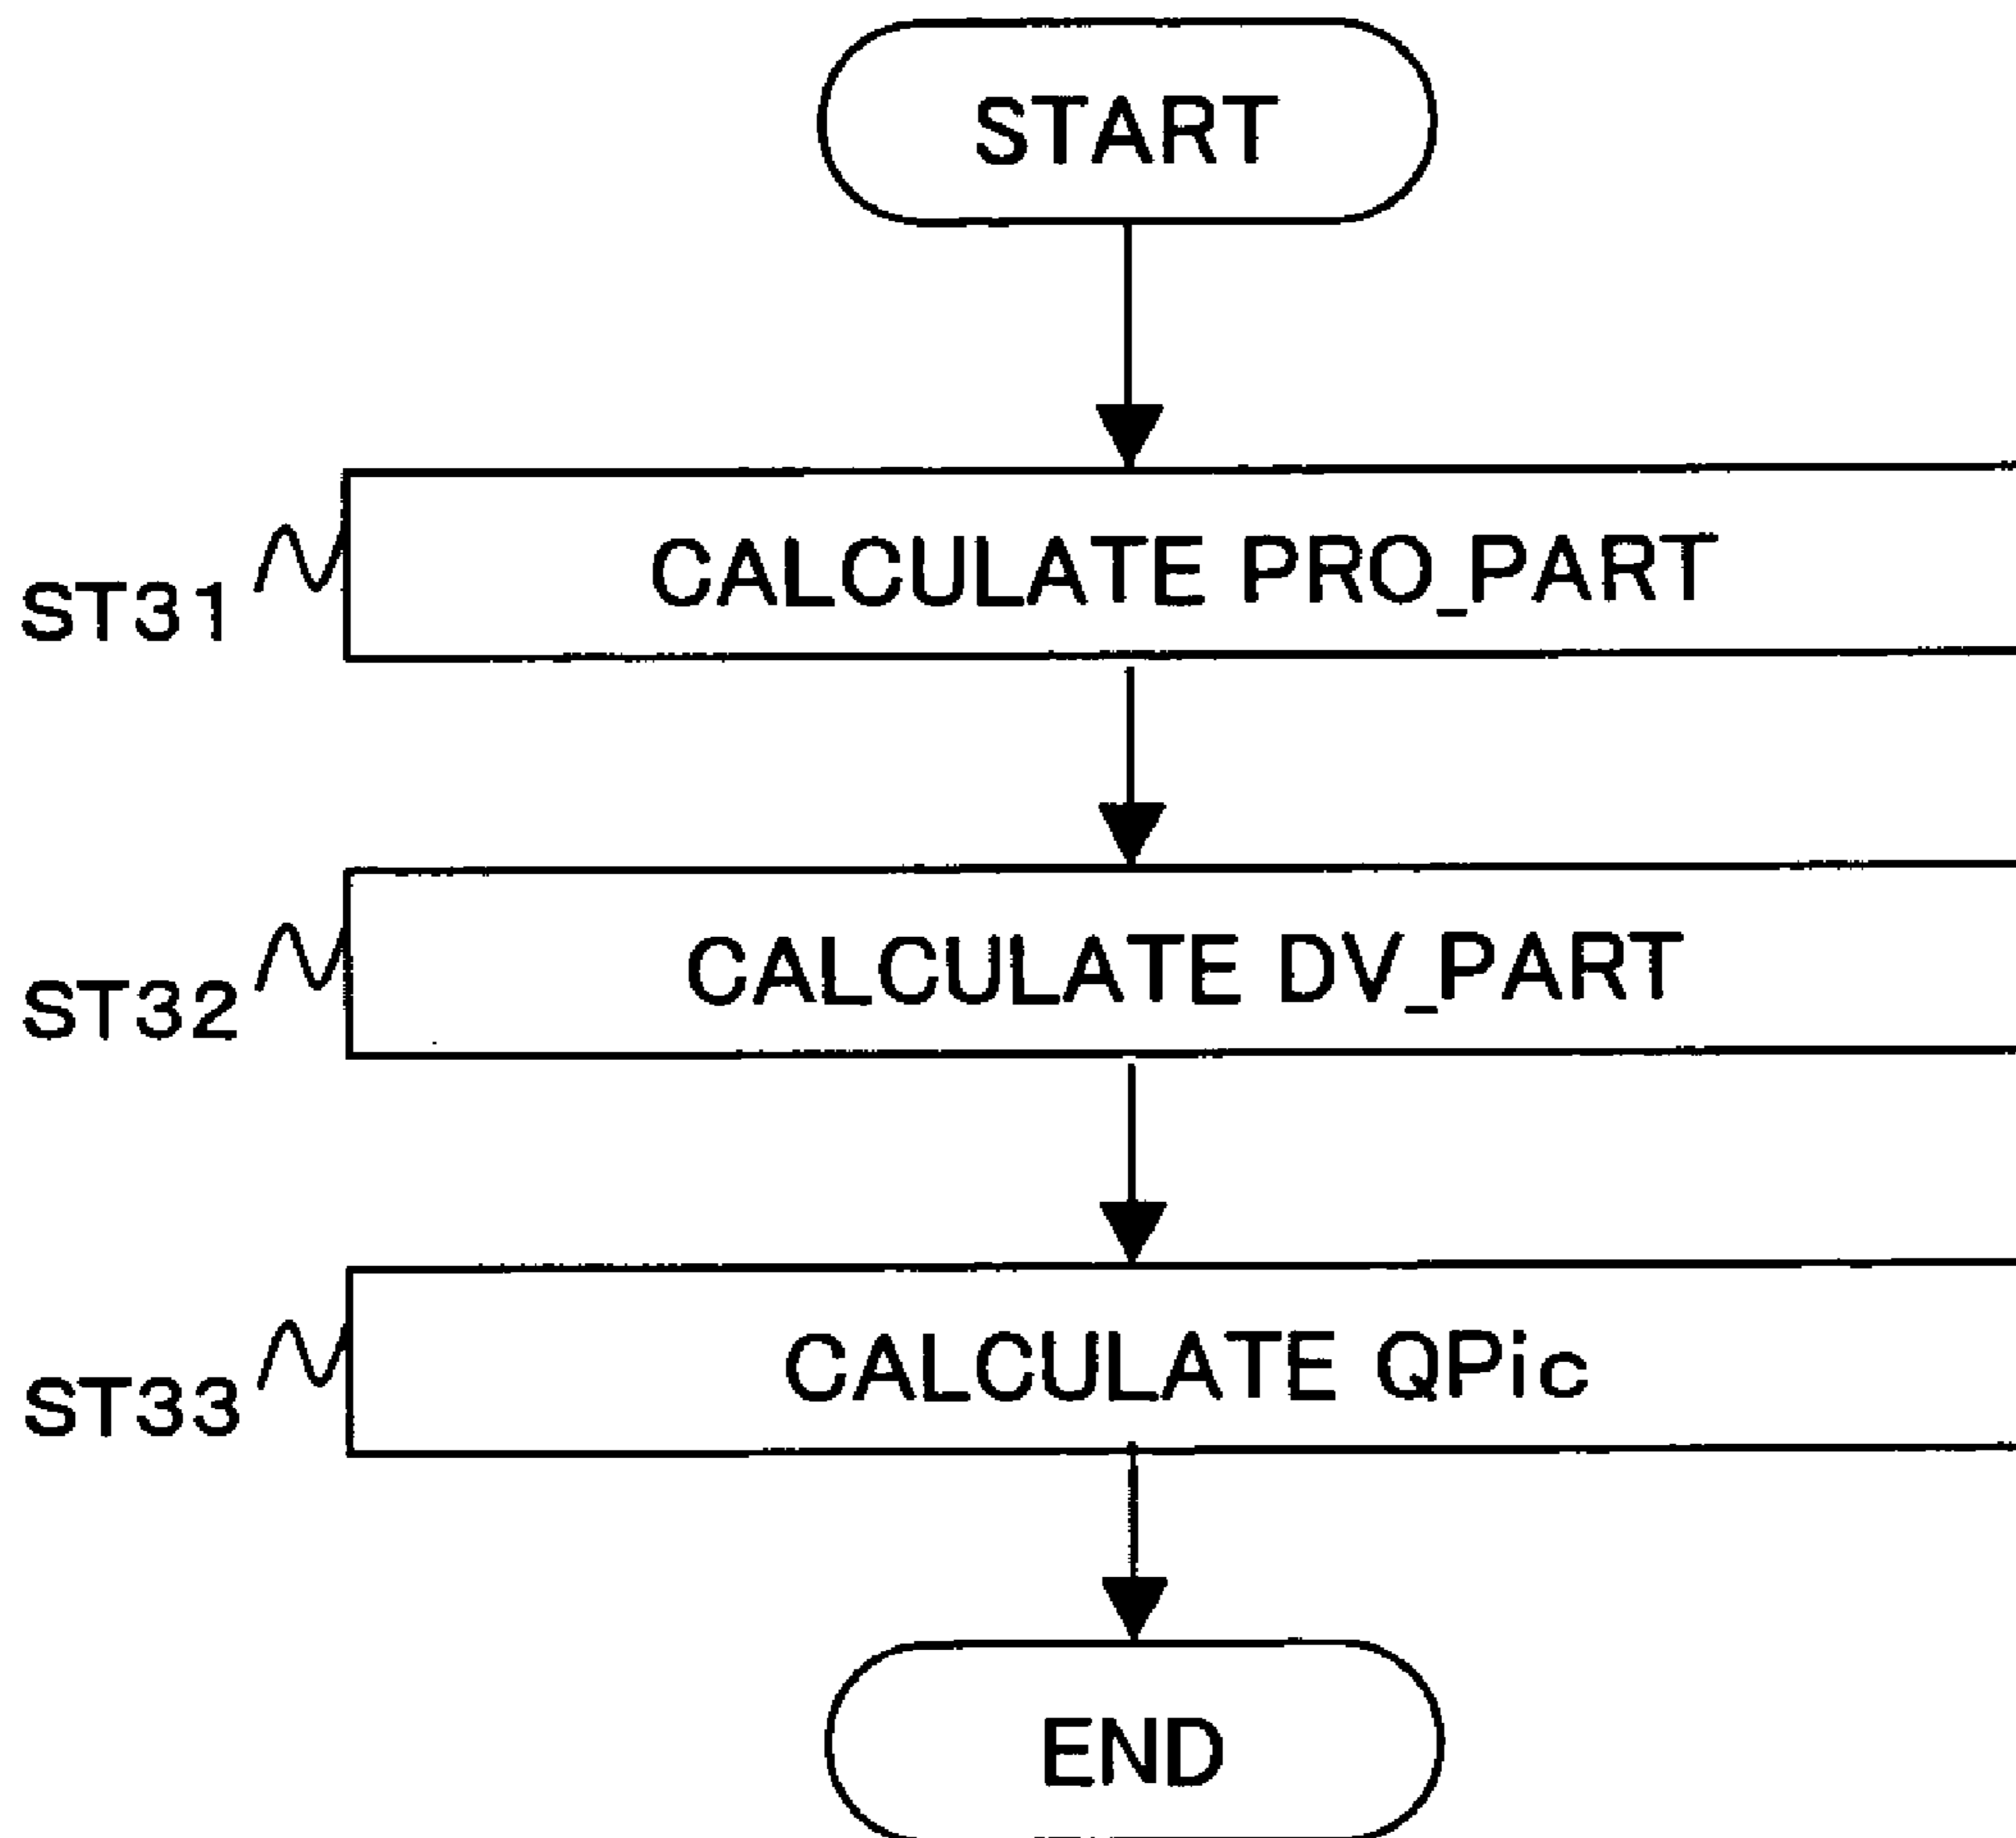 START
CALCULATE PRO_PART
ST31
CALCULATE DV_PART
ST32
CALCULATE QPic
ST33
END